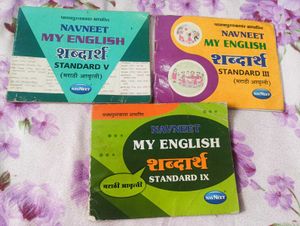 पाठ्यपुस्तकावर आधारित
NAVNEET
MY ENGLISH
शब्दार्थ
STANDARD V
(मराठी आवृत्ती)
NAVNEET
पाठ्यपुस्तकावर आधारित
NAVNEET
MY ENGLISH
शब्दार्थ
STANDARD III
(मराठी आवृत्ती)
NAVNEET
पाठ्यपुस्तकावर आधारित
NAVNEET
MY ENGLISH
शब्दार्थ
मराठी आवृत्ती
STANDARD IX
NAVNEET